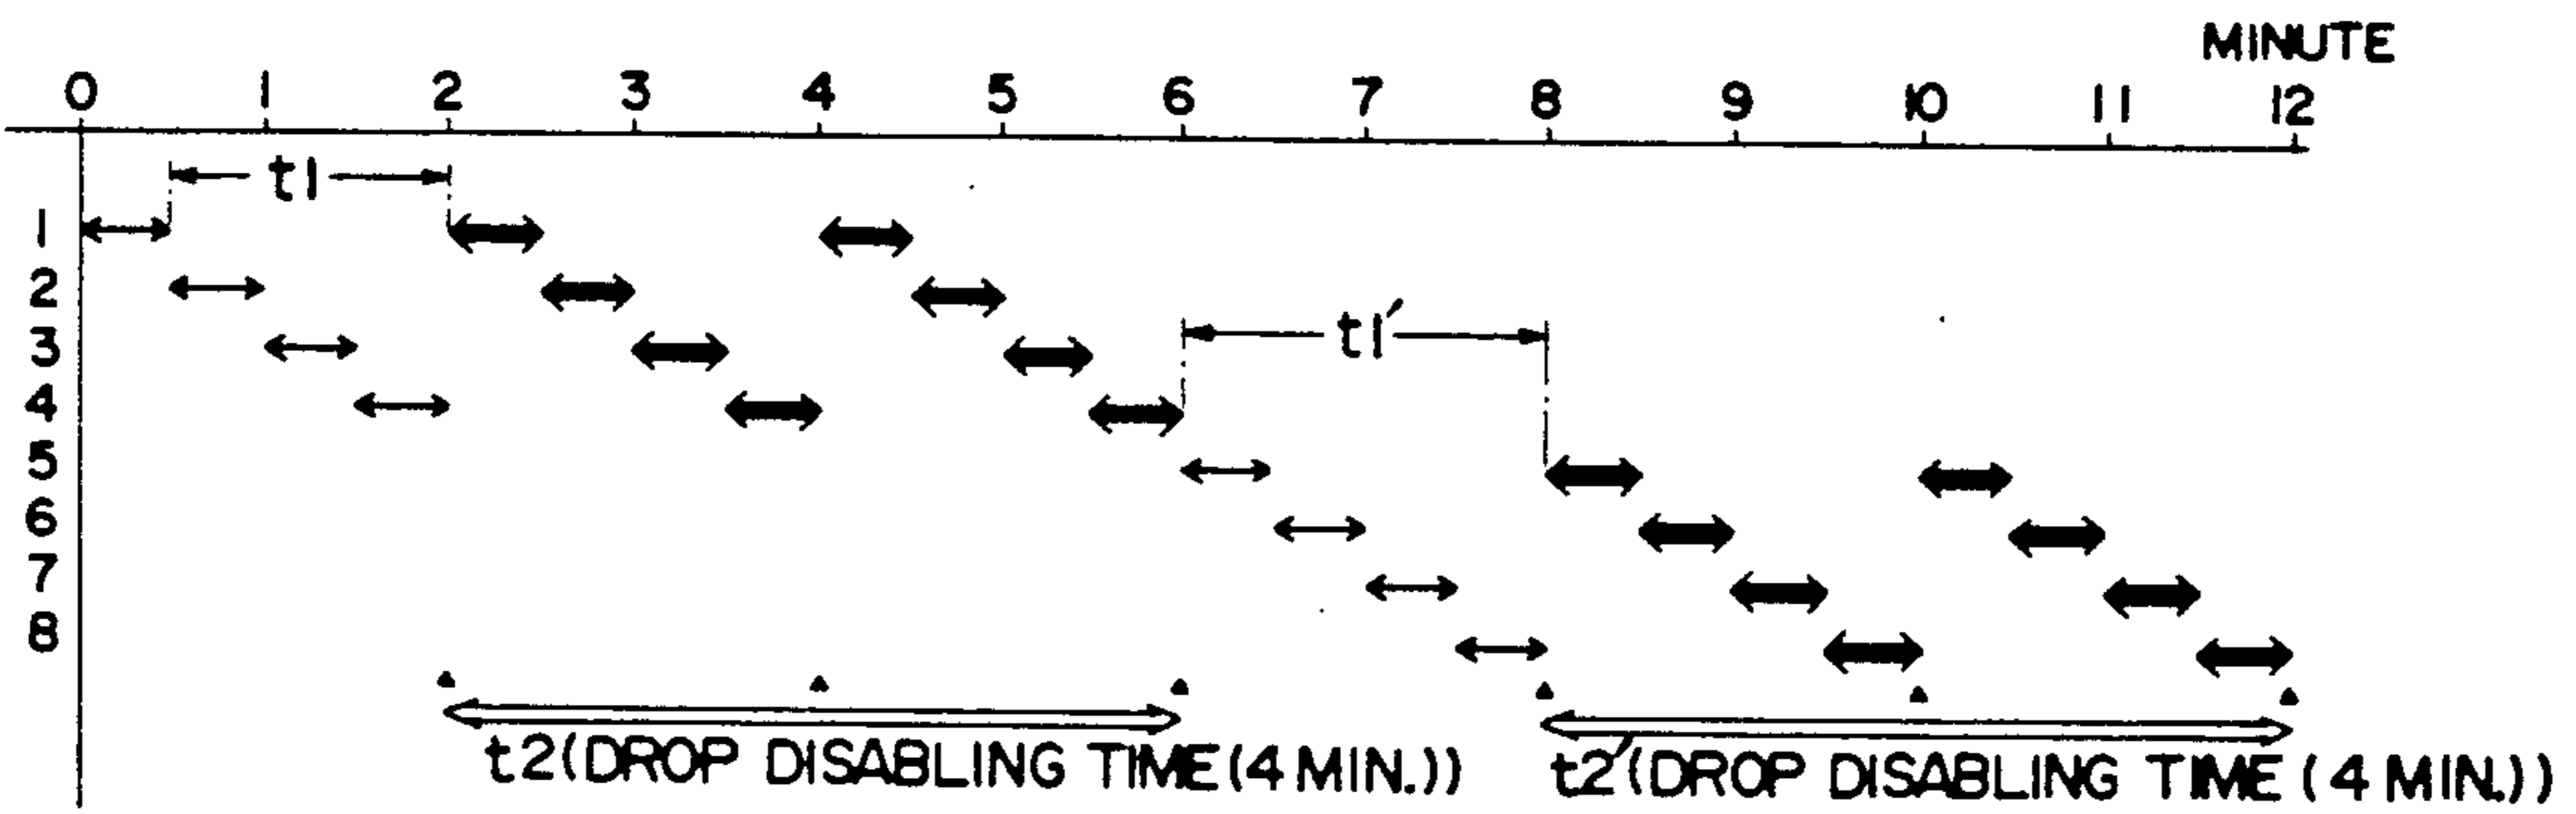 MINUTE
0 1 2 3 4 5 6 7 8 9 10 11 12
t1
1
2
t1'
3
4
5
6
7
8
t2(DROP DISABLING TIME(4 MIN.)) t2'(DROP DISABLING TIME (4 MIN.))